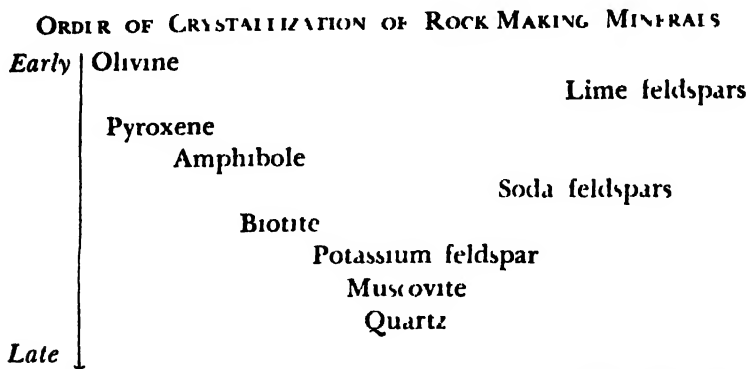 ORDER OF CRYSTALLIZATION OF ROCK MAKING MINERALS
Early Olivine
Lime feldspars
Pyroxene
Amphibole
Soda feldspars
Biotite
Potassium feldspar
Muscovite
Quartz
Late